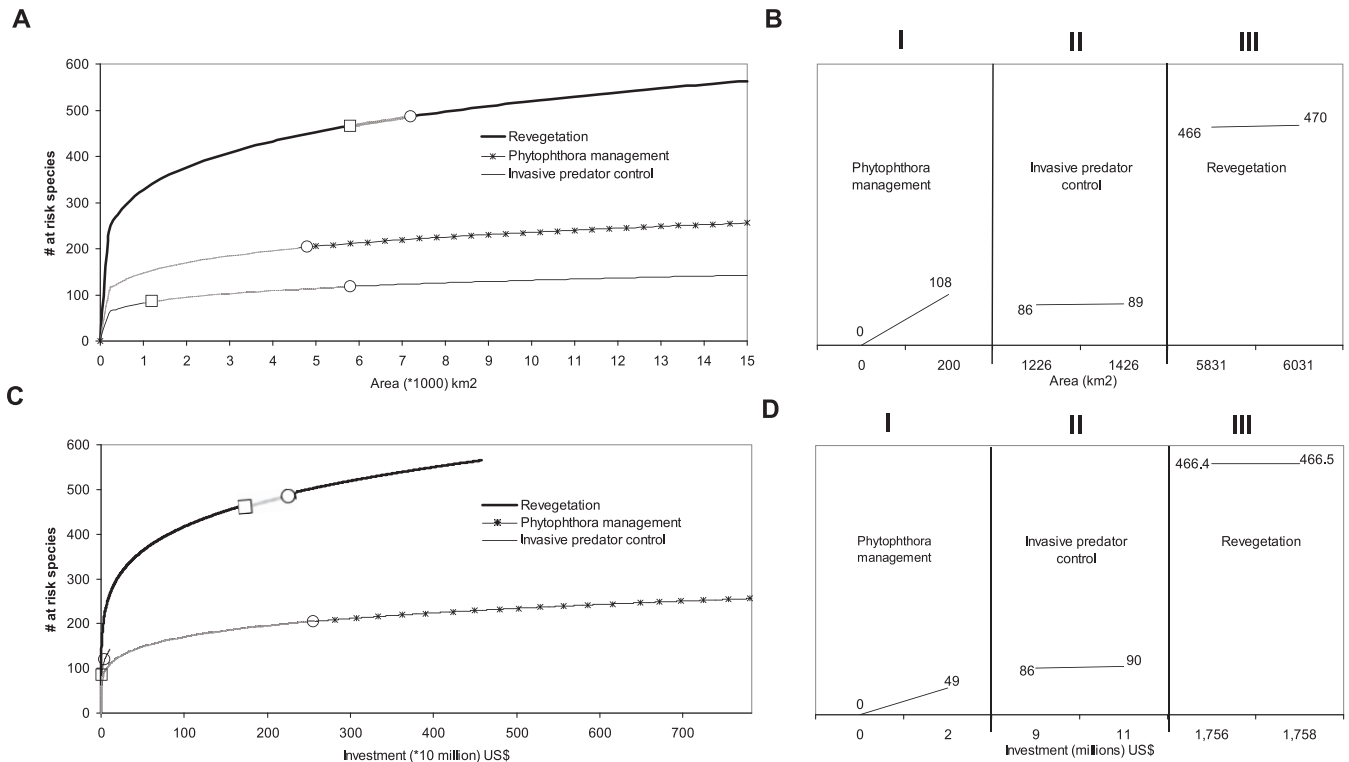 A
600
500
400
300
200
100
0
# at risk species
Revegetation
Phytophthora management
Invasive predator control
0 1 2 3 4 5 6 7 8 9 10 11 12 13 14 15
Area (*1000) km2
B
I II III
Phytophthora
management
Invasive predator
control
Revegetation
0
108
86
89
466
470
0 200 1226 1426 5831 6031
Area (km2)
C
600
500
400
300
200
100
0
# at risk species
Revegetation
Phytophthora management
Invasive predator control
0 100 200 300 400 500 600 700
Investment (*10 million) US$
D
I II III
Phytophthora
management
Invasive predator
control
Revegetation
0
49
86
90
466.4
466.5
0 2 9 11 1,756 1,758
Investment (millions) US$